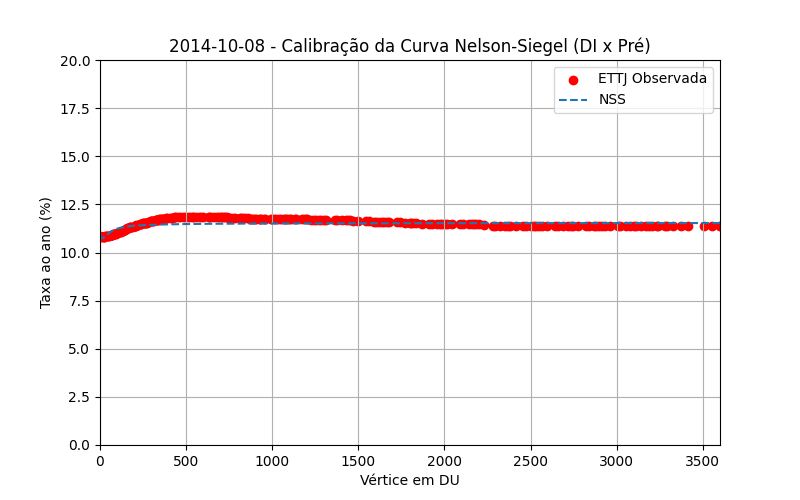 2014-10-08 - Calibração da Curva Nelson-Siegel (DI x Pré)
ETTJ Observada
NSS
Taxa ao ano (%)
20.0
17.5
15.0
12.5
10.0
7.5
5.0
2.5
0.0
0 500 1000 1500 2000 2500 3000 3500
Vértice em DU